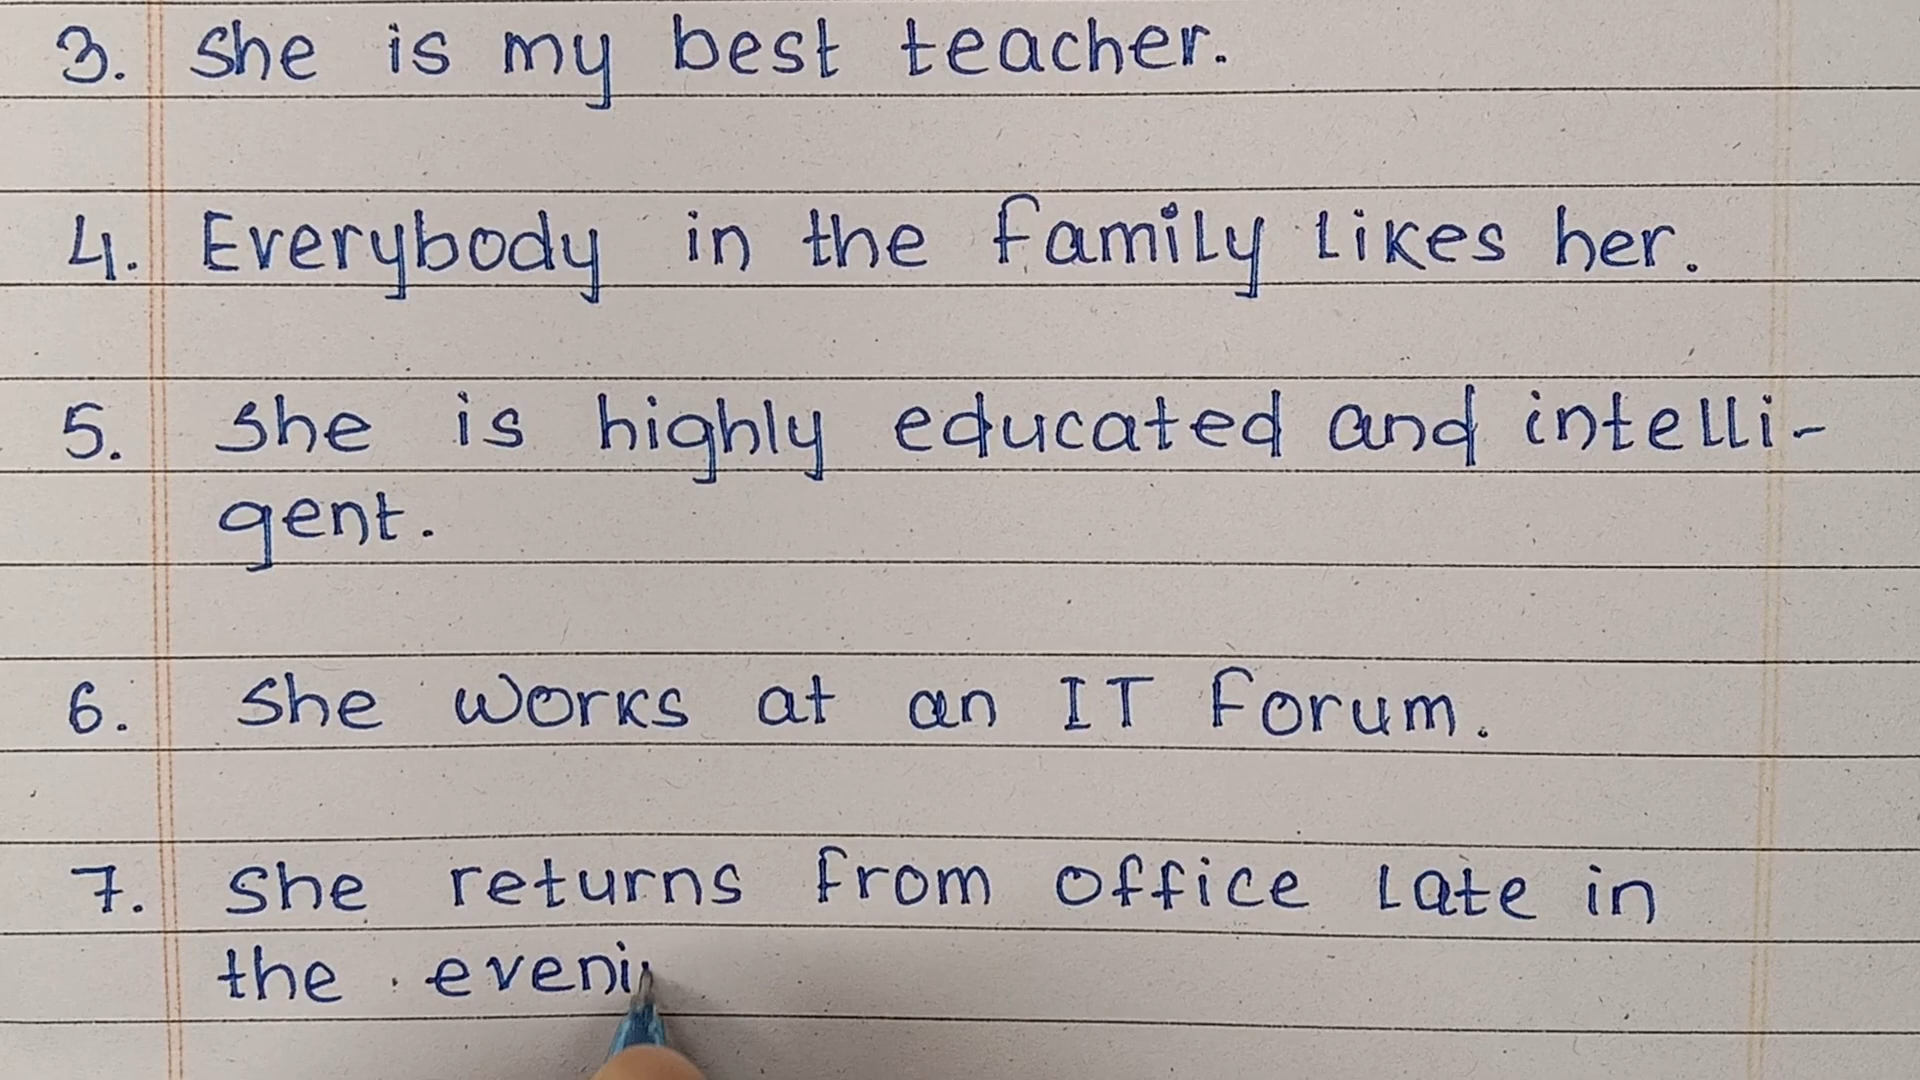 3. She is my best teacher.
4. Everybody in the family likes her.
5. She is highly educated and intelli-
gent.
6. She works at an IT forum.
7. She returns from office late in
the eveni